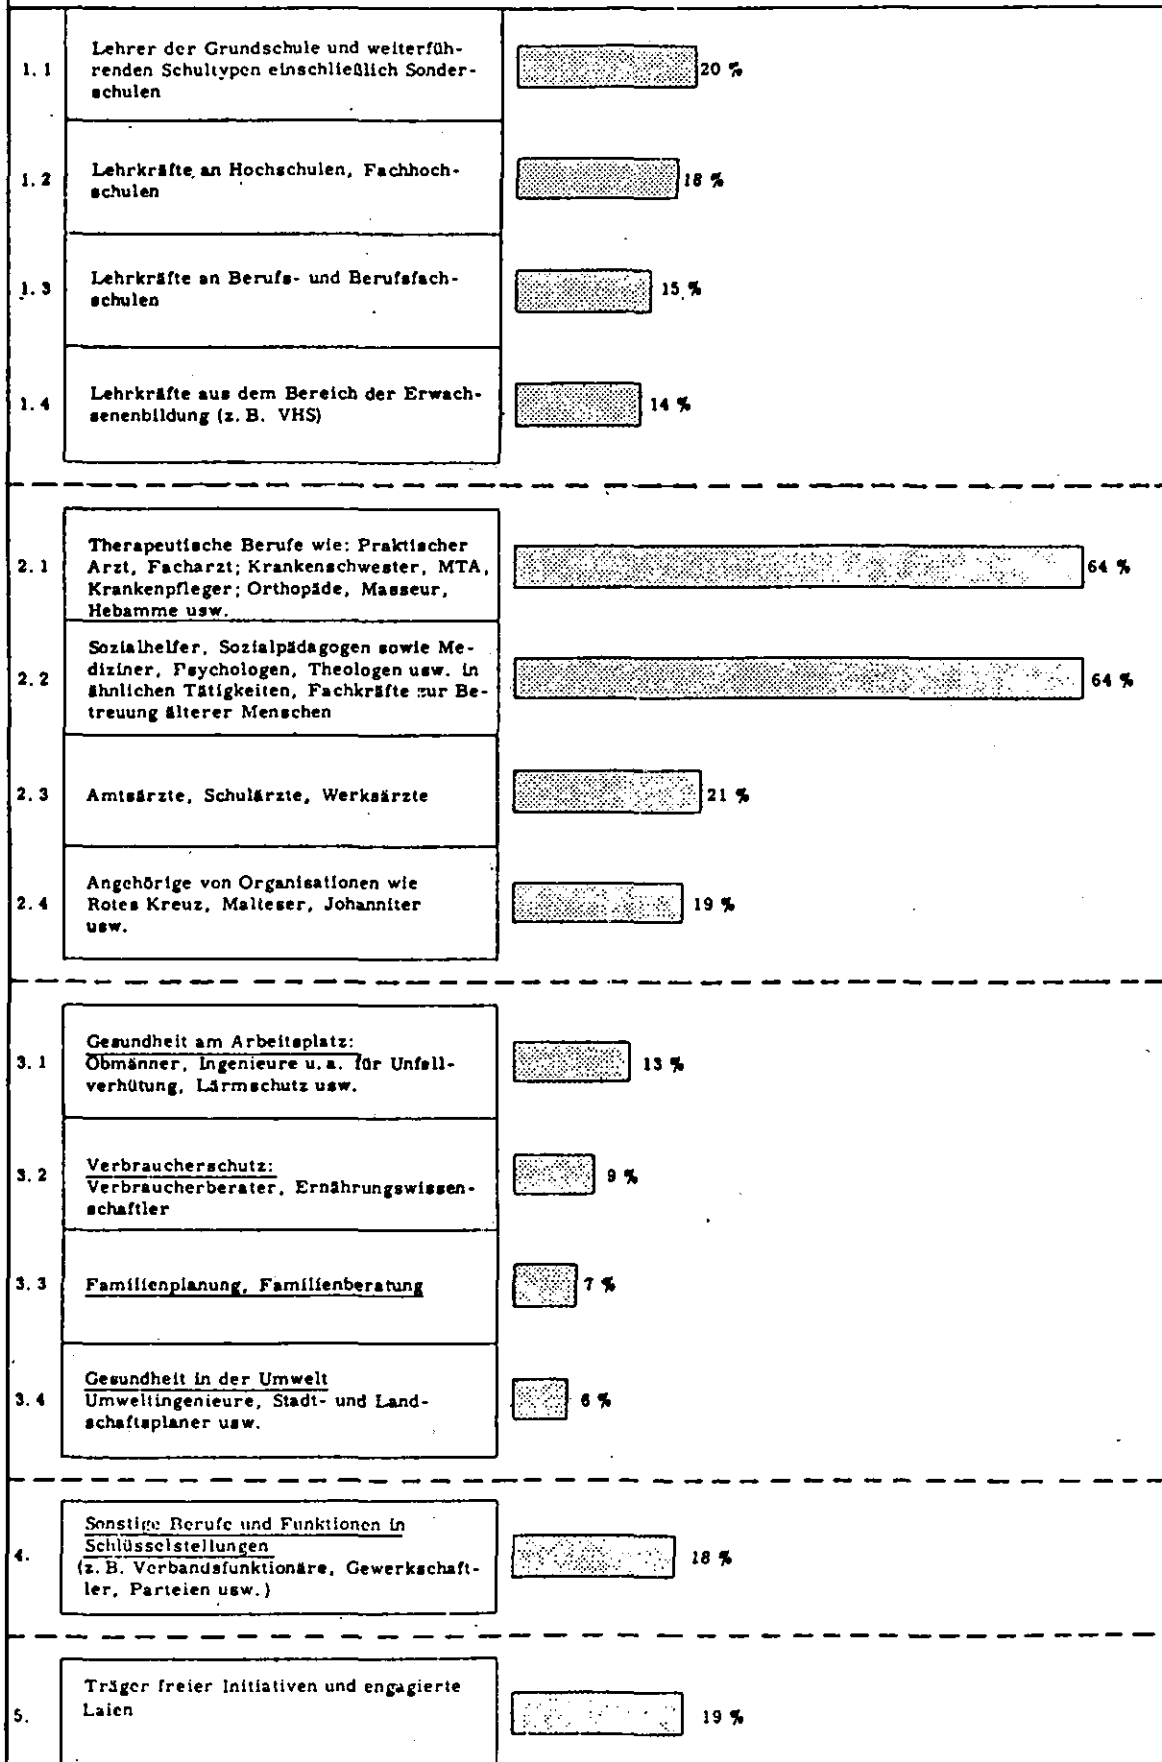 1.1
Lehrer der Grundschule und weiterfüh-
renden Schultypen einschließlich Sonder-
schulen
20 %
1.2
Lehrkräfte an Hochschulen, Fachhoch-
schulen
18 %
1.3
Lehrkräfte an Berufs- und Berufsfach-
schulen
15 %
1.4
Lehrkräfte aus dem Bereich der Erwach-
senenbildung (z. B. VHS)
14 %
2.1
Therapeutische Berufe wie: Praktischer
Arzt, Facharzt; Krankenschwester, MTA,
Krankenpfleger; Orthopäde, Masseur,
Hebamme usw.
64 %
2.2
Sozialhelfer, Sozialpädagogen sowie Me-
diziner, Psychologen, Theologen usw. in
ähnlichen Tätigkeiten, Fachkräfte zur Be-
treuung älterer Menschen
64 %
2.3
Amtsärzte, Schulärzte, Werksärzte
21 %
2.4
Angehörige von Organisationen wie
Rotes Kreuz, Malteser, Johanniter
usw.
19 %
3.1
Gesundheit am Arbeitsplatz:
Obmänner, Ingenieure u. a. für Unfall-
verhütung, Lärmschutz usw.
13 %
3.2
Verbraucherschutz:
Verbraucherberater, Ernährungswissen-
schaftler
9 %
3.3
Familienplanung, Familienberatung
7 %
3.4
Gesundheit in der Umwelt
Umweltingenieure, Stadt- und Land-
schaftsplaner usw.
6 %
4.
Sonstige Berufe und Funktionen in
Schlüsselstellungen
(z. B. Verbandsfunktionäre, Gewerkschaft-
ler, Parteien usw.)
18 %
5.
Träger freier Initiativen und engagierte
Laien
19 %